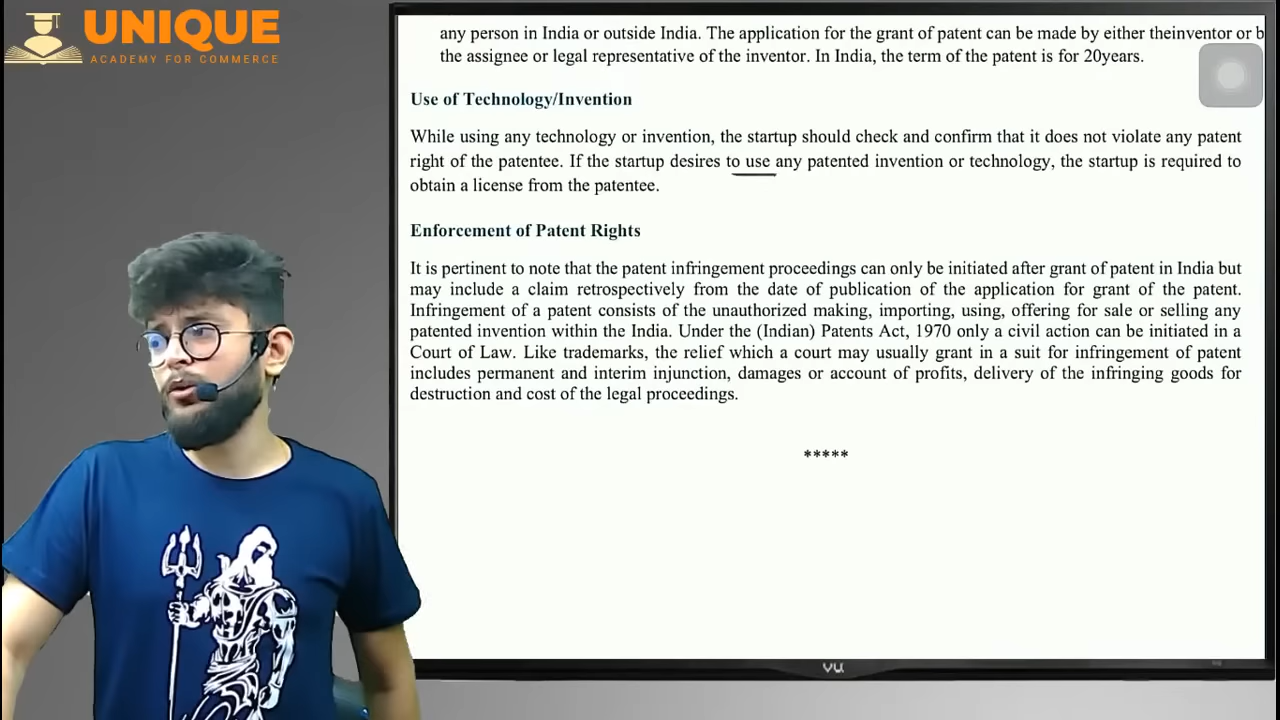 UNIQUE
ACADEMY FOR COMMERCE
any person in India or outside India. The application for the grant of patent can be made by either theinventor or b
the assignee or legal representative of the inventor. In India, the term of the patent is for 20years.
Use of Technology/Invention
While using any technology or invention, the startup should check and confirm that it does not violate any patent
right of the patentee. If the startup desires to use any patented invention or technology, the startup is required to
obtain a license from the patentee.
Enforcement of Patent Rights
It is pertinent to note that the patent infringement proceedings can only be initiated after grant of patent in India but
may include a claim retrospectively from the date of publication of the application for grant of the patent.
Infringement of a patent consists of the unauthorized making, importing, using, offering for sale or selling any
patented invention within the India. Under the (Indian) Patents Act, 1970 only a civil action can be initiated in a
Court of Law. Like trademarks, the relief which a court may usually grant in a suit for infringement of patent
includes permanent and interim injunction, damages or account of profits, delivery of the infringing goods for
destruction and cost of the legal proceedings.
*****
VU